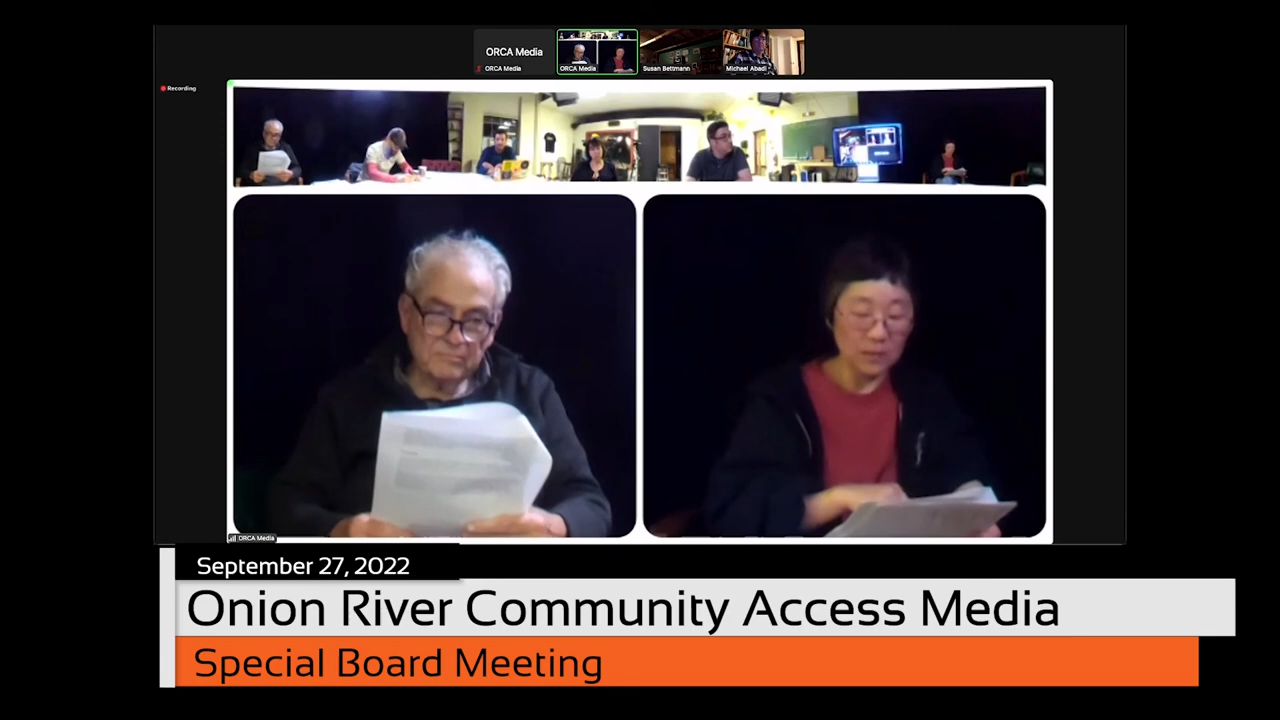 ORCA Media
ORCA Media
ORCA Media
Susan Bettmann
Michael Abadi
Recording
ORCA Media
September 27, 2022
Onion River Community Access Media
Special Board Meeting